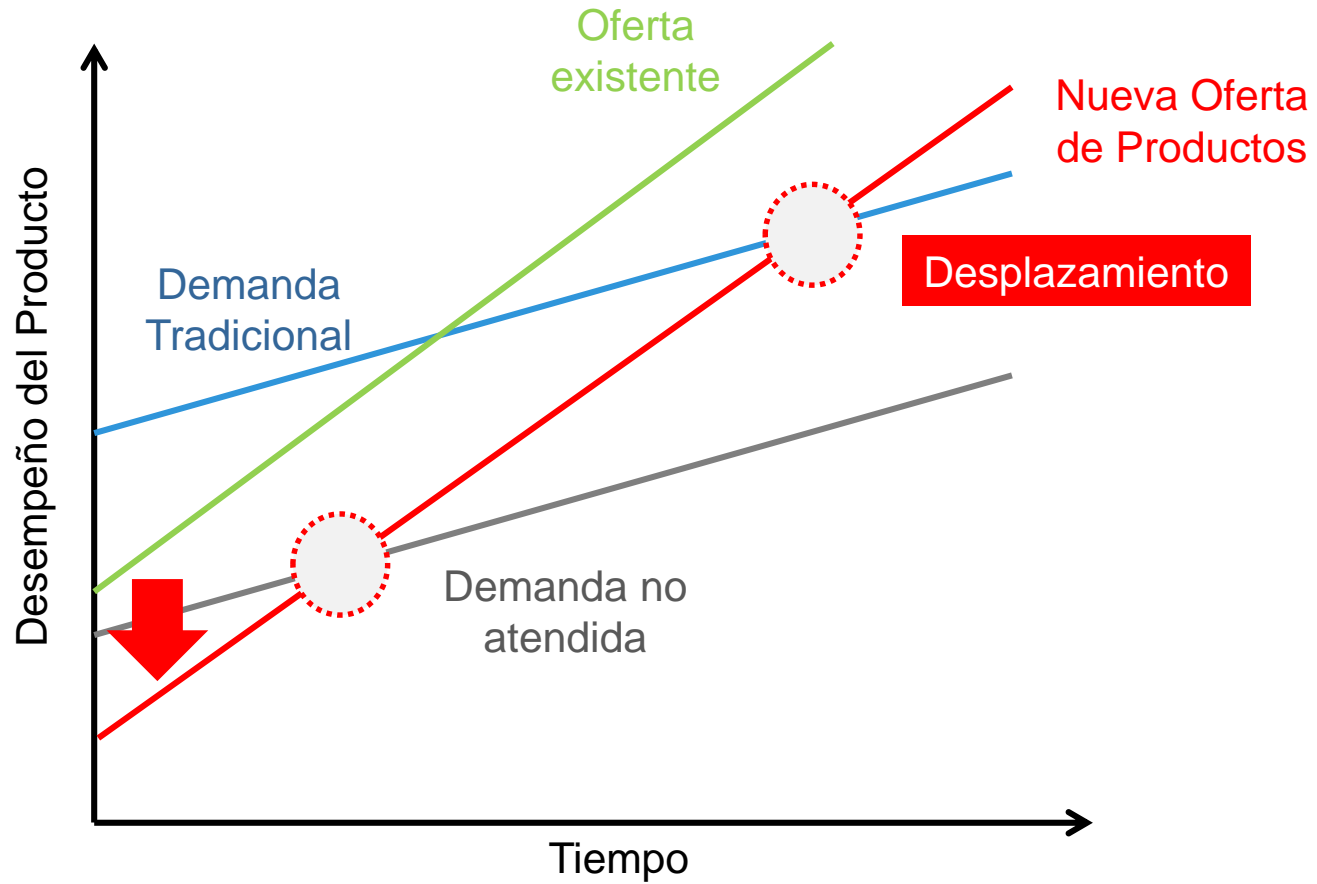 Oferta
existente
Nueva Oferta
de Productos
Demanda
Tradicional
Desplazamiento
Desempeño del Producto
Demanda no
atendida
Tiempo